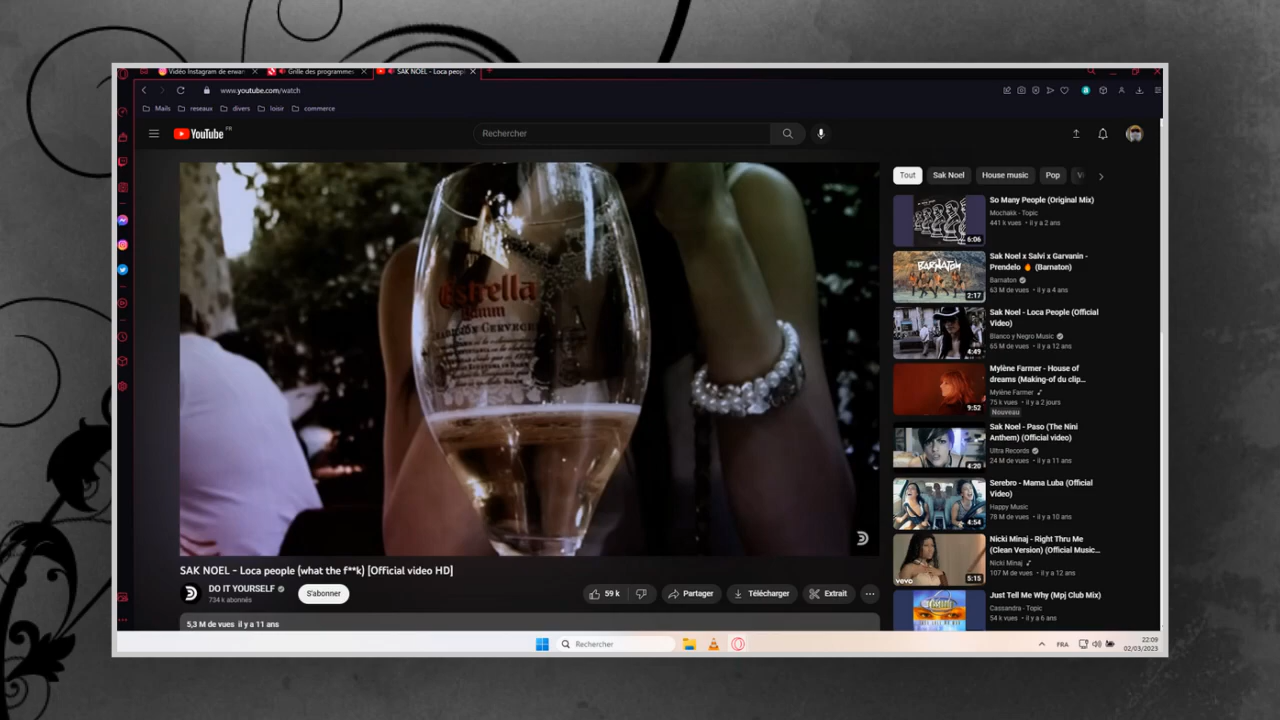 Vidéo Instagram de erwan
Grille des programmes
SAK NOEL - Loca peopl
www.youtube.com/watch
Mails
reseaux
divers
loisir
commerce
YouTube FR
Rechercher
Estrella
Damm
Tout
Sak Noel
House music
Pop
So Many People (Original Mix)
Mochakk - Topic
441 k vues • il y a 2 ans
6:06
BARNATON
Sak Noel x Salvi x Garvanin -
Prendelo 🔥 (Barnaton)
Barnaton
63 M de vues • il y a 4 ans
2:17
Sak Noel - Loca People (Official
Video)
Blanco y Negro Music
65 M de vues • il y a 12 ans
4:49
Mylène Farmer - House of
dreams (Making-of du clip...
Mylène Farmer
75 k vues • il y a 2 jours
Nouveau
9:52
Sak Noel - Paso (The Nini
Anthem) (Official video)
Ultra Records
24 M de vues • il y a 11 ans
4:20
Serebro - Mama Luba (Official
Video)
Happy Music
78 M de vues • il y a 10 ans
4:54
Nicki Minaj - Right Thru Me
(Clean Version) (Official Music...
Nicki Minaj
107 M de vues • il y a 12 ans
vevo
5:15
Just Tell Me Why (Mpj Club Mix)
Cassandra - Topic
54 k vues • il y a 6 ans
SAK NOEL - Loca people (what the f**k) [Official video HD]
DO IT YOURSELF
734 k abonnés
S'abonner
59 k
Partager
Télécharger
Extrait
5,3 M de vues il y a 11 ans
Rechercher
FRA
22:09
02/03/2023